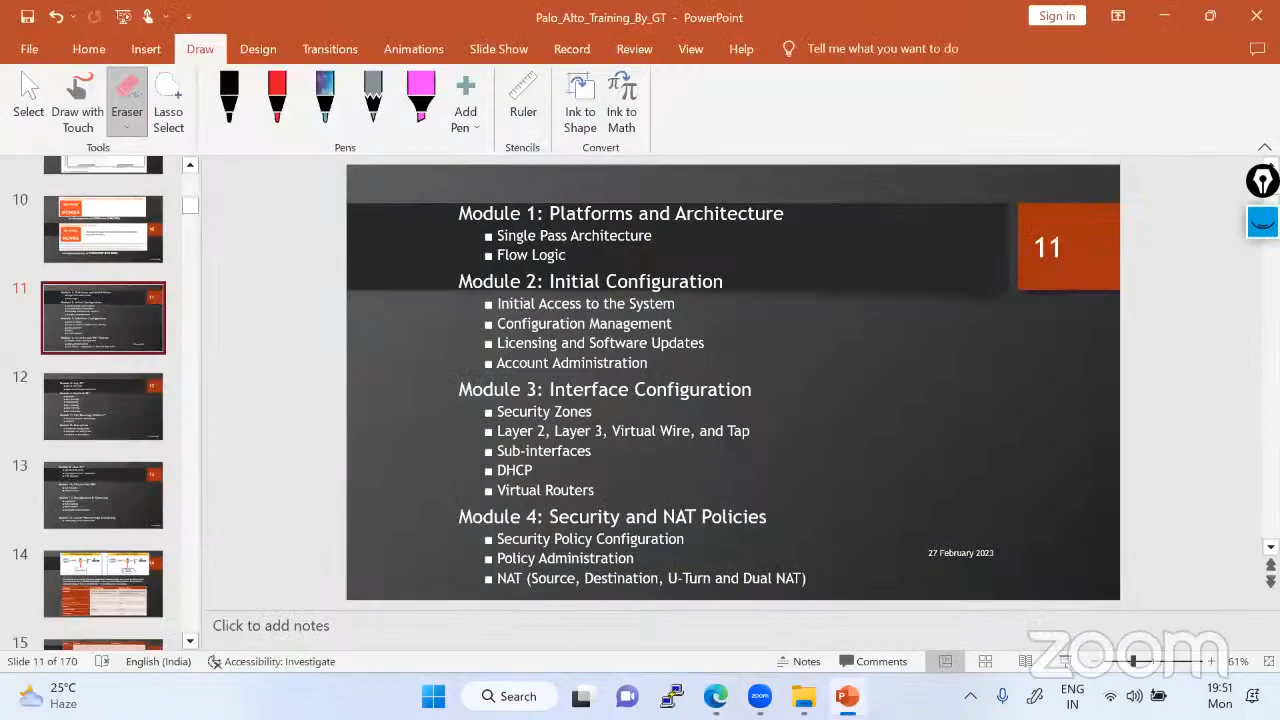 Palo_Alto_Training_By_GT - PowerPoint
Sign in
File Home Insert Draw Design Transitions Animations Slide Show Record Review View Help Tell me what you want to do
Select
Draw with Touch
Eraser
Lasso Select
Add Pen
Ruler
Ink to Shape
Ink to Math
Tools
Pens
Stencils
Convert
10
11
12
13
14
15
Module 1: Platforms and Architecture
Single Pass Architecture
Flow Logic
Module 2: Initial Configuration
Initial Access to the System
Configuration Management
Licensing and Software Updates
Account Administration
Module 3: Interface Configuration
Security Zones
Layer 2, Layer 3, Virtual Wire, and Tap
Sub-interfaces
DHCP
Virtual Routers
Module 4: Security and NAT Policies
Security Policy Configuration
Policy Administration
Destination, U-Turn and Dual NAT)
11
27 February 2023
Click to add notes
Slide 11 of 170 English (India) Accessibility: Investigate Notes Comments 61%
zoom
25°C
Haze
Search
zoom
ENG
IN
19:51
Mon